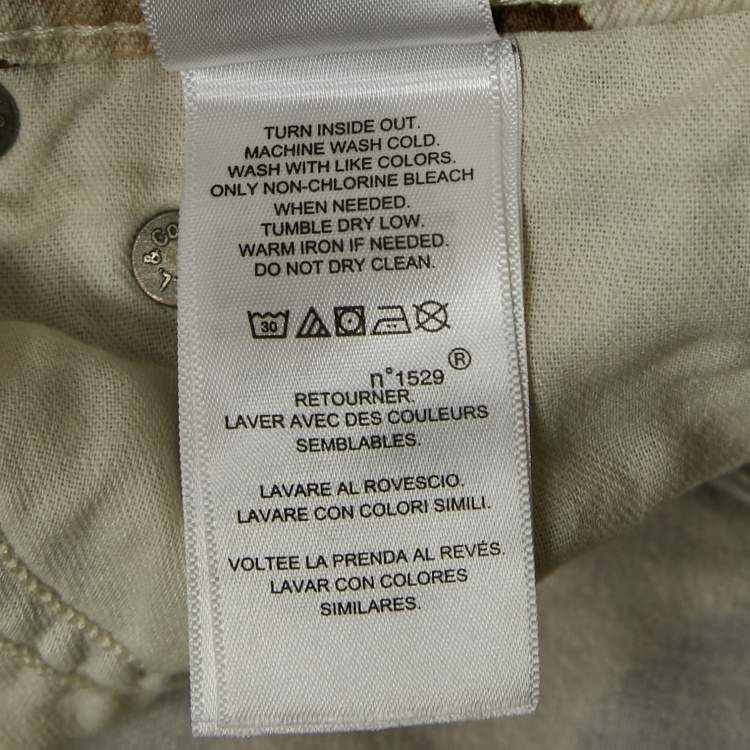 TURN INSIDE OUT.
MACHINE WASH COLD.
WASH WITH LIKE COLORS.
ONLY NON-CHLORINE BLEACH
WHEN NEEDED.
TUMBLE DRY LOW.
WARM IRON IF NEEDED.
DO NOT DRY CLEAN.
30
n°1529®
RETOURNER.
LAVER AVEC DES COULEURS
SEMBLABLES.
LAVARE AL ROVESCIO.
LAVARE CON COLORI SIMILI.
VOLTEE LA PRENDA AL REVÉS.
LAVAR CON COLORES
SIMILARES.